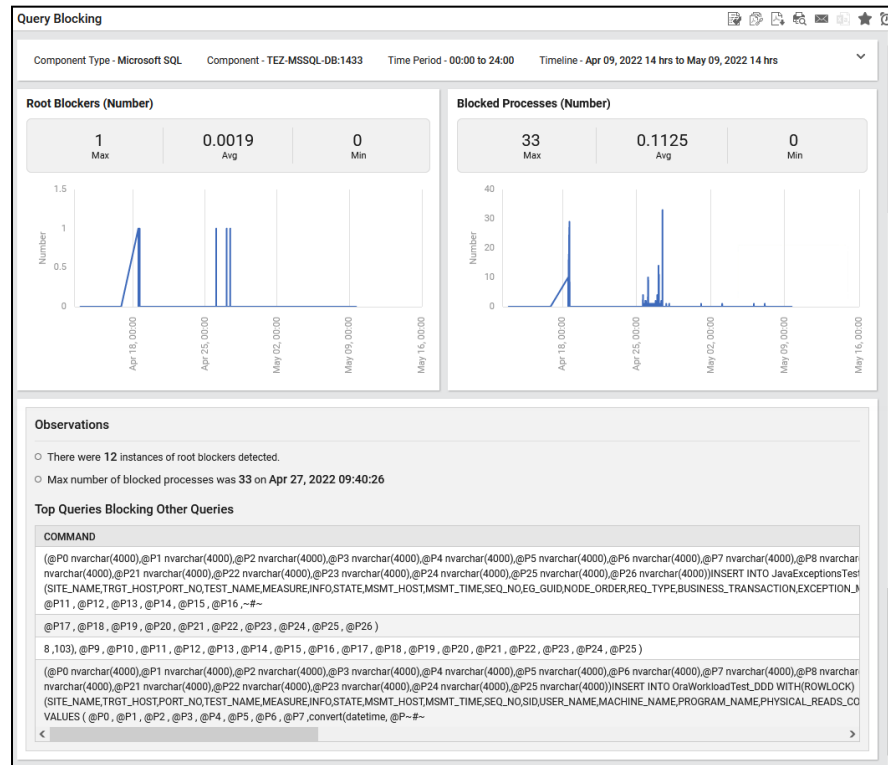 Query Blocking
Component Type - Microsoft SQL Component - TEZ-MSSQL-DB:1433 Time Period - 00:00 to 24:00 Timeline - Apr 09, 2022 14 hrs to May 09, 2022 14 hrs
Root Blockers (Number)
1 0.0019 0
Max Avg Min
1.5
1
0.5
0
Number
Apr 18, 00:00
Apr 25, 00:00
May 02, 00:00
May 09, 00:00
May 16, 00:00
Blocked Processes (Number)
33 0.1125 0
Max Avg Min
40
30
20
10
0
Number
Apr 18, 00:00
Apr 25, 00:00
May 02, 00:00
May 09, 00:00
May 16, 00:00
Observations
There were 12 instances of root blockers detected.
Max number of blocked processes was 33 on Apr 27, 2022 09:40:26
Top Queries Blocking Other Queries
COMMAND
(@P0 nvarchar(4000),@P1 nvarchar(4000),@P2 nvarchar(4000),@P3 nvarchar(4000),@P4 nvarchar(4000),@P5 nvarchar(4000),@P6 nvarchar(4000),@P7 nvarchar(4000),@P8 nvarchar
nvarchar(4000),@P21 nvarchar(4000),@P22 nvarchar(4000),@P23 nvarchar(4000),@P24 nvarchar(4000),@P25 nvarchar(4000),@P26 nvarchar(4000))INSERT INTO JavaExceptionsTest
(SITE_NAME,TRGT_HOST,PORT_NO,TEST_NAME,MEASURE,INFO,STATE,MSMT_HOST,MSMT_TIME,SEQ_NO,EG_GUID,NODE_ORDER,REQ_TYPE,BUSINESS_TRANSACTION,EXCEPTION_M
@P11 , @P12 , @P13 , @P14 , @P15 , @P16 ,~#~
@P17 , @P18 , @P19 , @P20 , @P21 , @P22 , @P23 , @P24 , @P25 , @P26 )
8 ,103), @P9 , @P10 , @P11 , @P12 , @P13 , @P14 , @P15 , @P16 , @P17 , @P18 , @P19 , @P20 , @P21 , @P22 , @P23 , @P24 , @P25 )
(@P0 nvarchar(4000),@P1 nvarchar(4000),@P2 nvarchar(4000),@P3 nvarchar(4000),@P4 nvarchar(4000),@P5 nvarchar(4000),@P6 nvarchar(4000),@P7 nvarchar(4000),@P8 nvarchar
nvarchar(4000),@P21 nvarchar(4000),@P22 nvarchar(4000),@P23 nvarchar(4000),@P24 nvarchar(4000),@P25 nvarchar(4000))INSERT INTO OraWorkloadTest_DDD WITH(ROWLOCK)
(SITE_NAME,TRGT_HOST,PORT_NO,TEST_NAME,MEASURE,INFO,STATE,MSMT_HOST,MSMT_TIME,SEQ_NO,SID,USER_NAME,MACHINE_NAME,PROGRAM_NAME,PHYSICAL_READS_CO
VALUES ( @P0 , @P1 , @P2 , @P3 , @P4 , @P5 , @P6 , @P7 ,convert(datetime, @P~#~